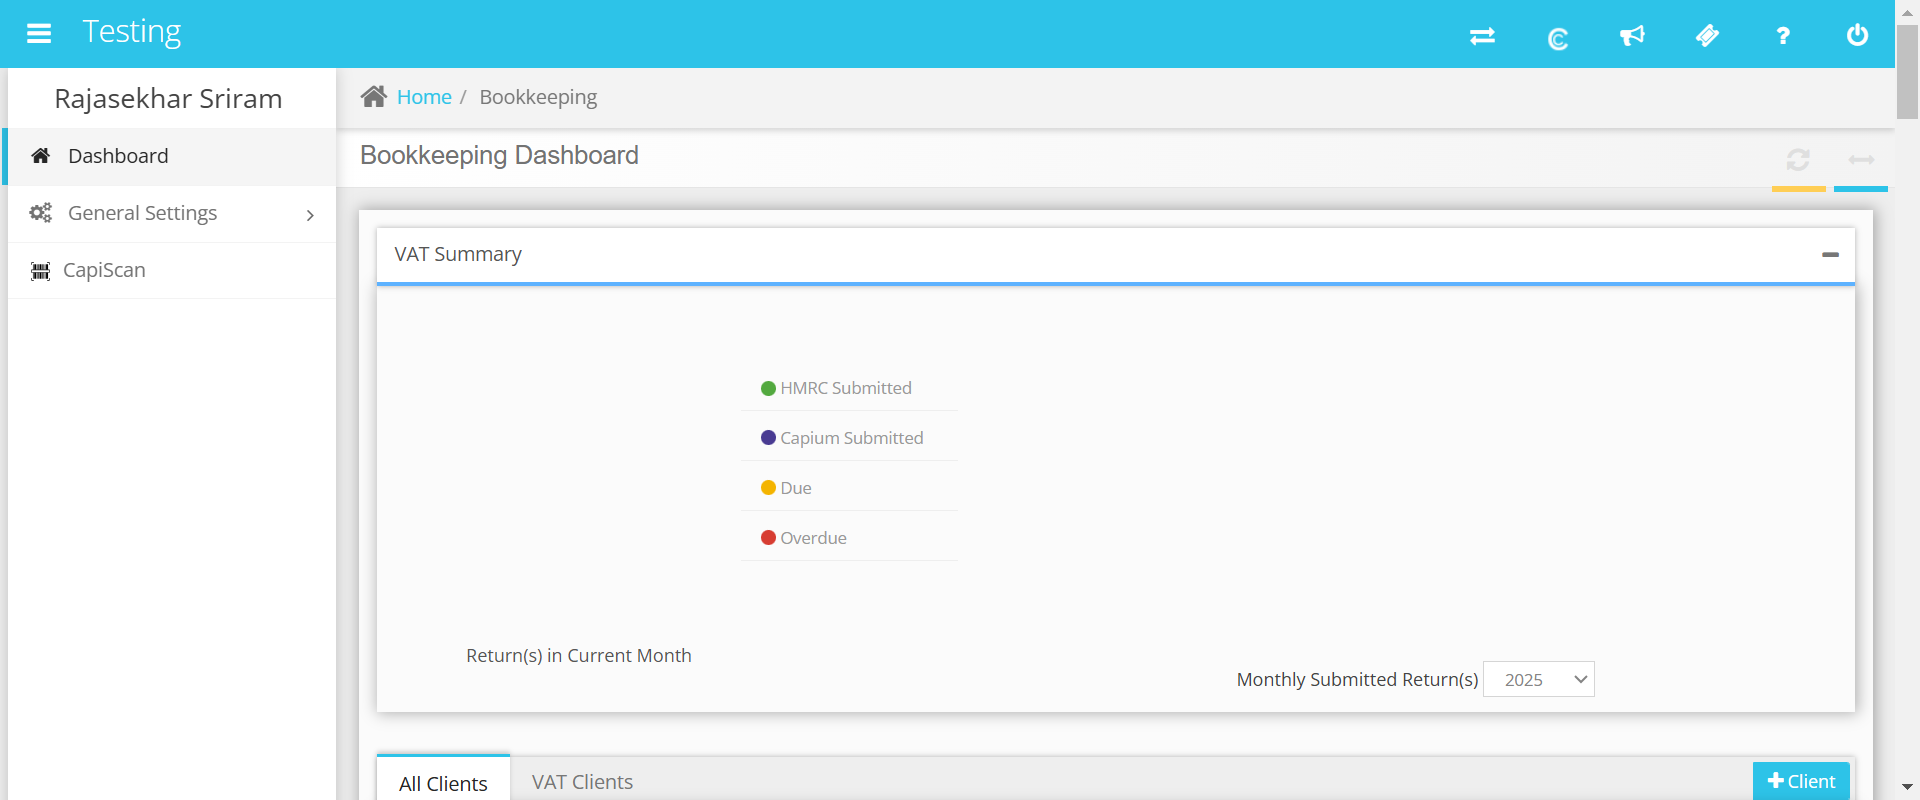 Testing
Rajasekhar Sriram
Home / Bookkeeping
Dashboard
Bookkeeping Dashboard
General Settings
CapiScan
VAT Summary
HMRC Submitted
Capium Submitted
Due
Overdue
Return(s) in Current Month
Monthly Submitted Return(s) 2025
All Clients
VAT Clients
+ Client